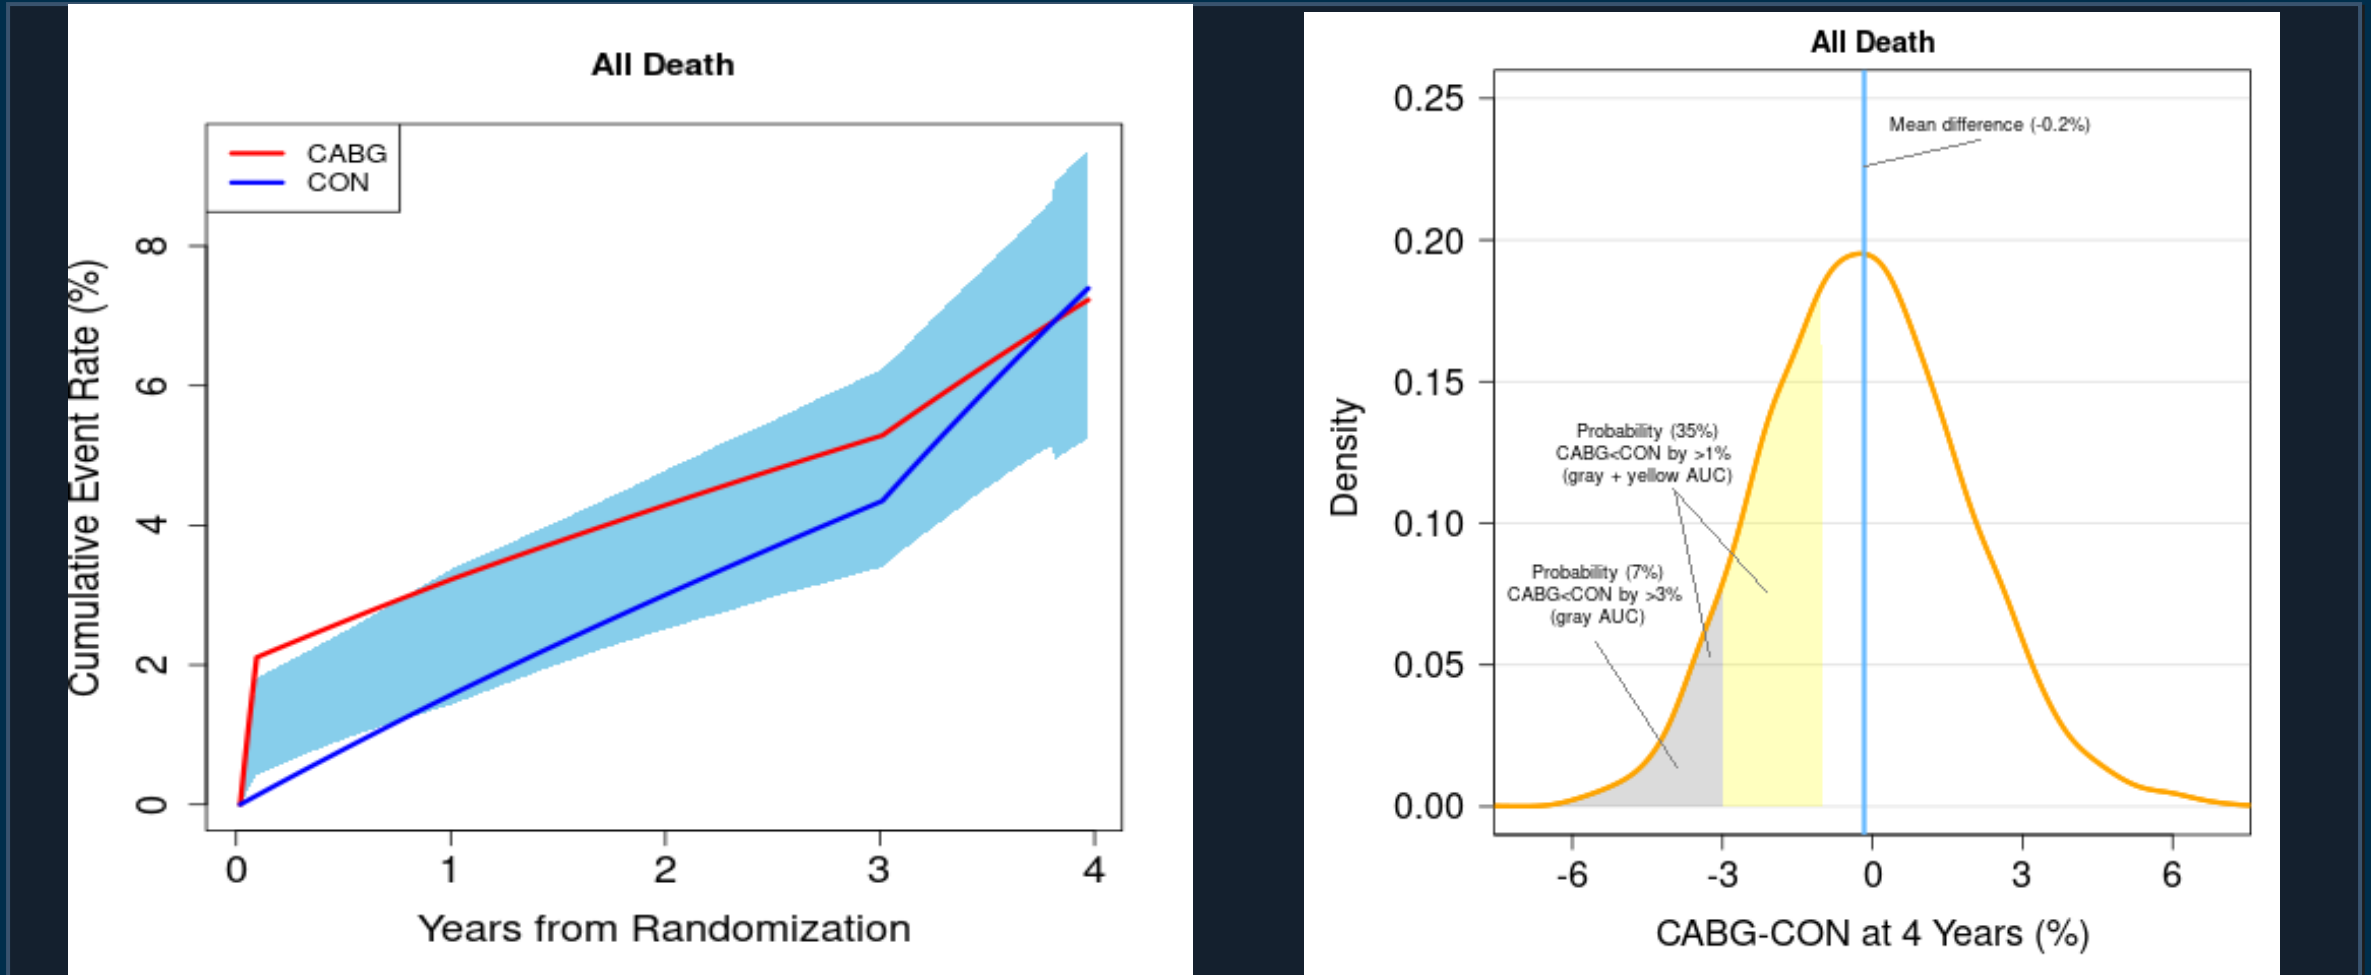 All Death
CABG
CON
8
6
4
2
0
Cumulative Event Rate (%)
0 1 2 3 4
Years from Randomization
All Death
0.25
0.20
0.15
0.10
0.05
0.00
Density
Mean difference (-0.2%)
Probability (35%)
CABG<CON by >1%
(gray + yellow AUC)
Probability (7%)
CABG<CON by >3%
(gray AUC)
-6 -3 0 3 6
CABG-CON at 4 Years (%)